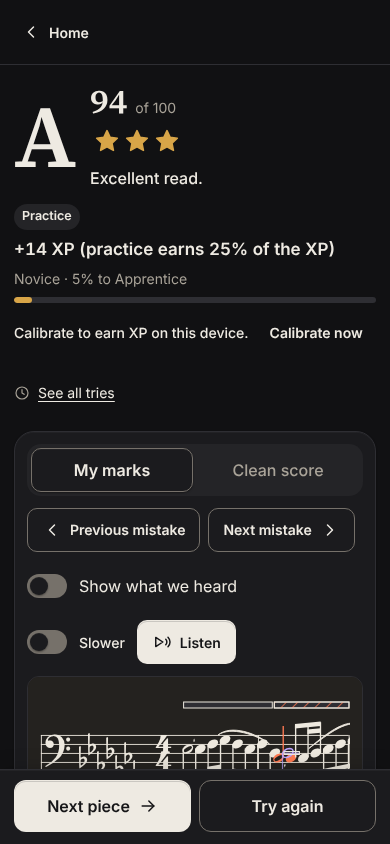 Home
A
94 of 100
Excellent read.
Practice
+14 XP (practice earns 25% of the XP)
Novice · 5% to Apprentice
Calibrate to earn XP on this device. Calibrate now
See all tries
My marks Clean score
Previous mistake Next mistake
Show what we heard
Slower Listen
4
Next piece Try again